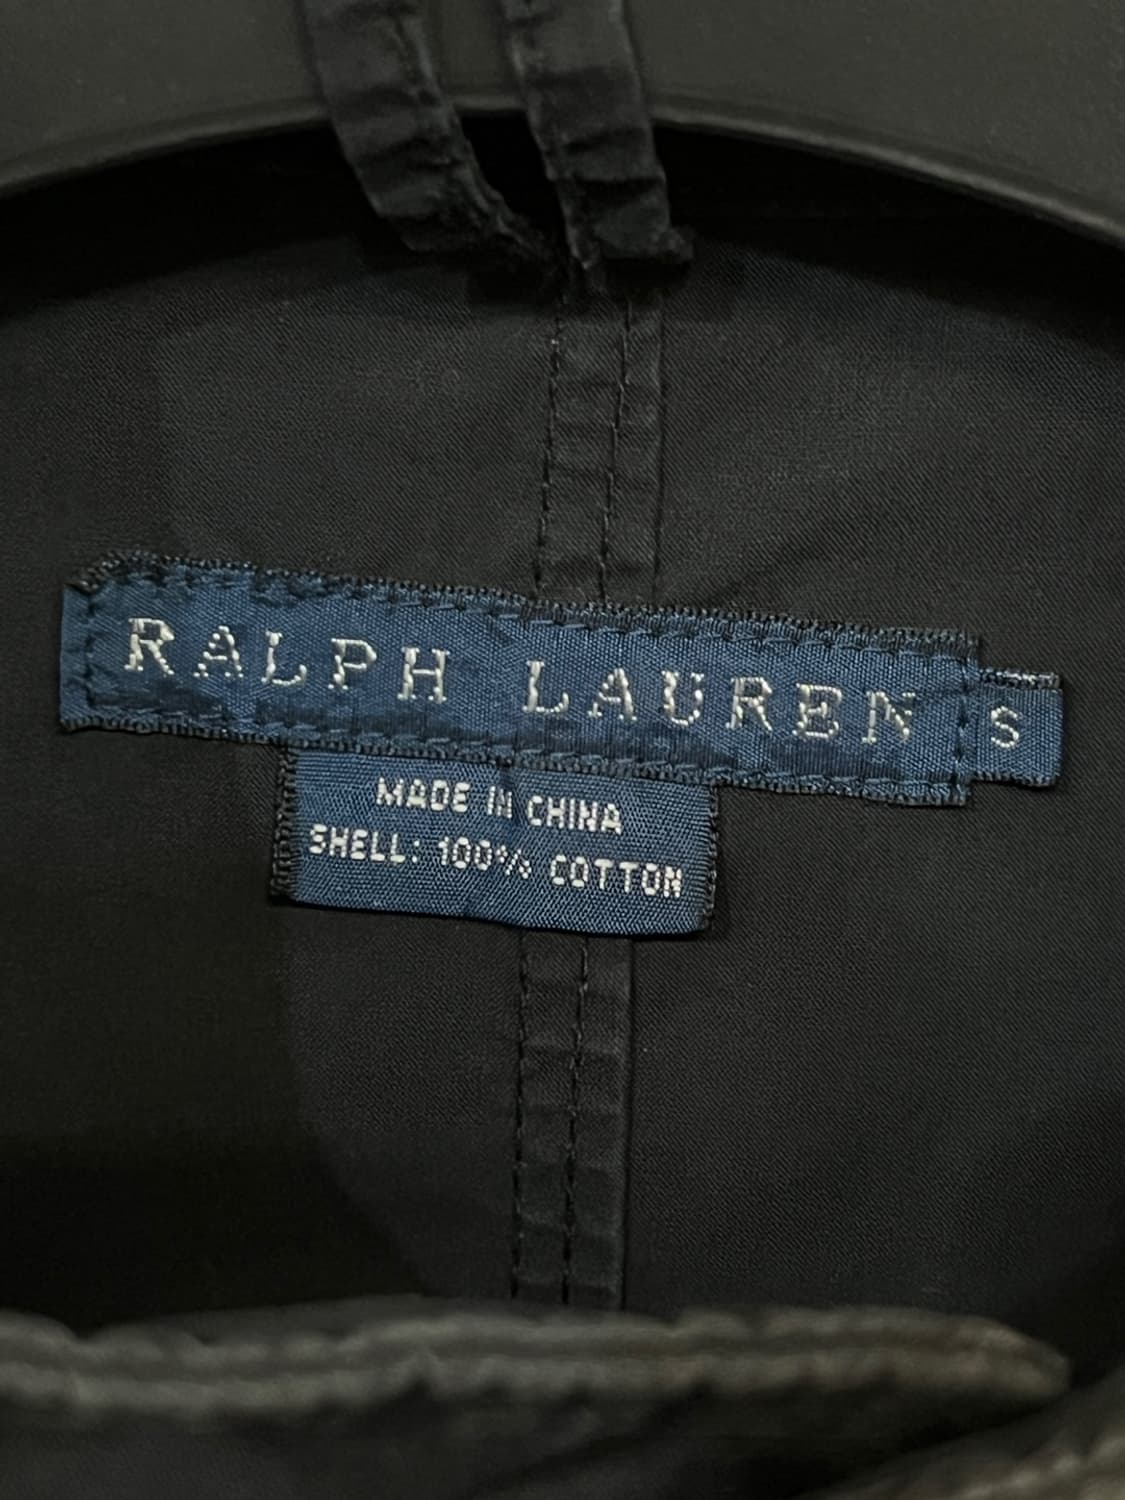 RALPH LAUREN S
MADE IN CHINA
SHELL: 100% COTTON